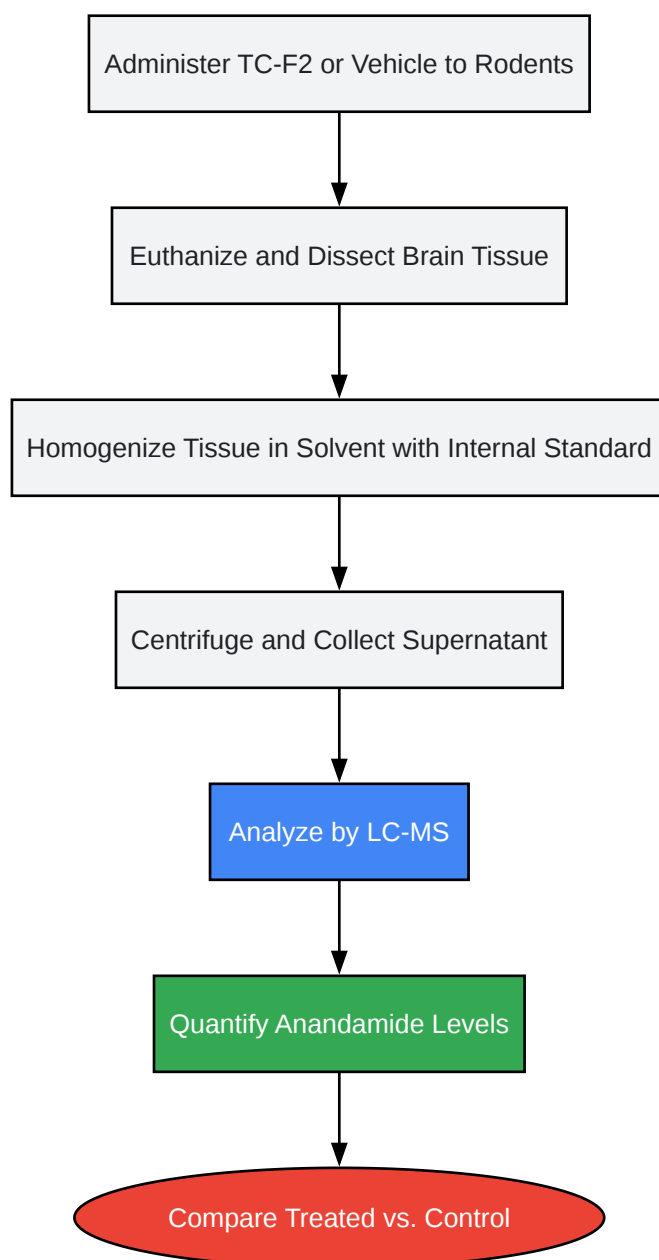 Administer TC-F2 or Vehicle to Rodents
Euthanize and Dissect Brain Tissue
Homogenize Tissue in Solvent with Internal Standard
Centrifuge and Collect Supernatant
Analyze by LC-MS
Quantify Anandamide Levels
Compare Treated vs. Control